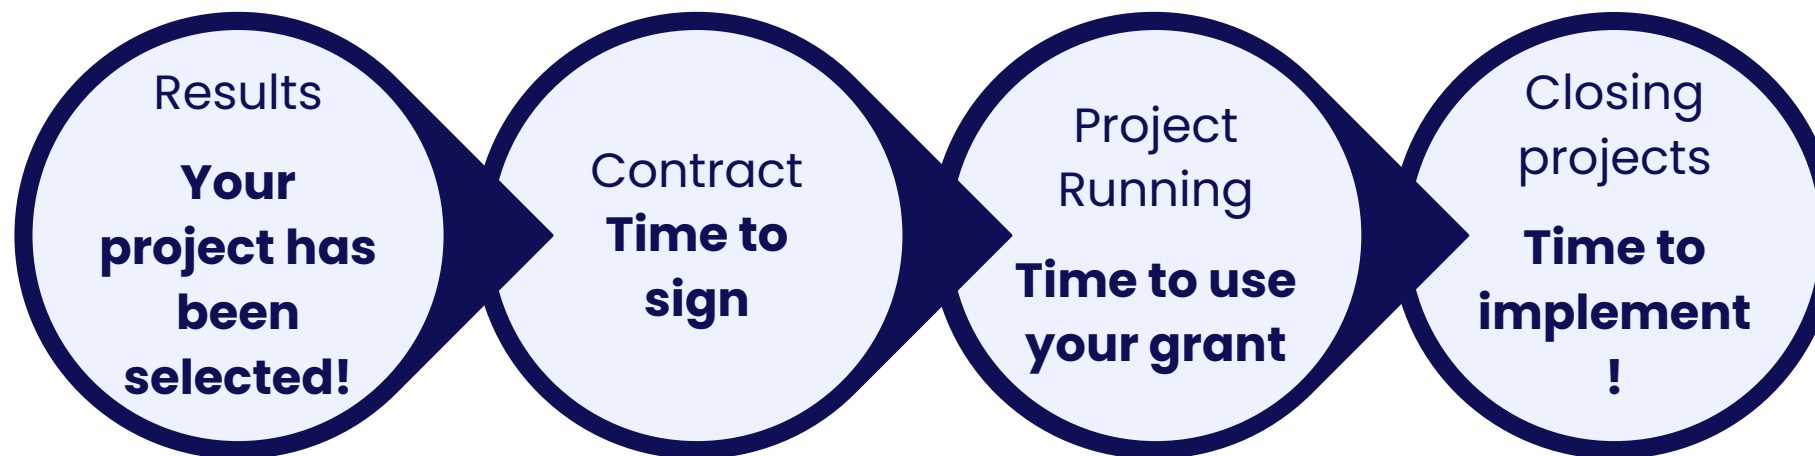 Results
Your
project has
been
selected!
Contract
Time to
sign
Project
Running
Time to use
your grant
Closing
projects
Time to
implement
!